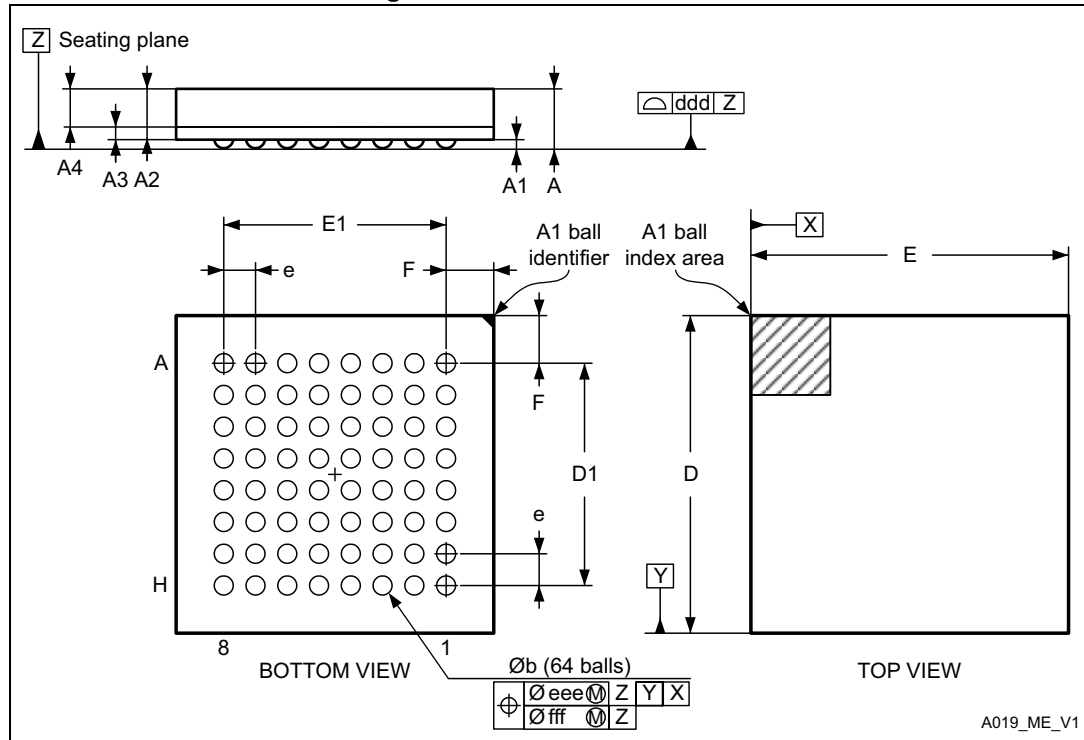 Z Seating plane
ddd Z
A4
A3
A2
A1
A
E1
e
F
A1 ball
identifier
A1 ball
index area
X
E
A
F
D1
D
e
H
Y
8
1
BOTTOM VIEW
Øb (64 balls)
TOP VIEW
Ø eee Ⓜ Z Y X
Ø fff Ⓜ Z
A019_ME_V1